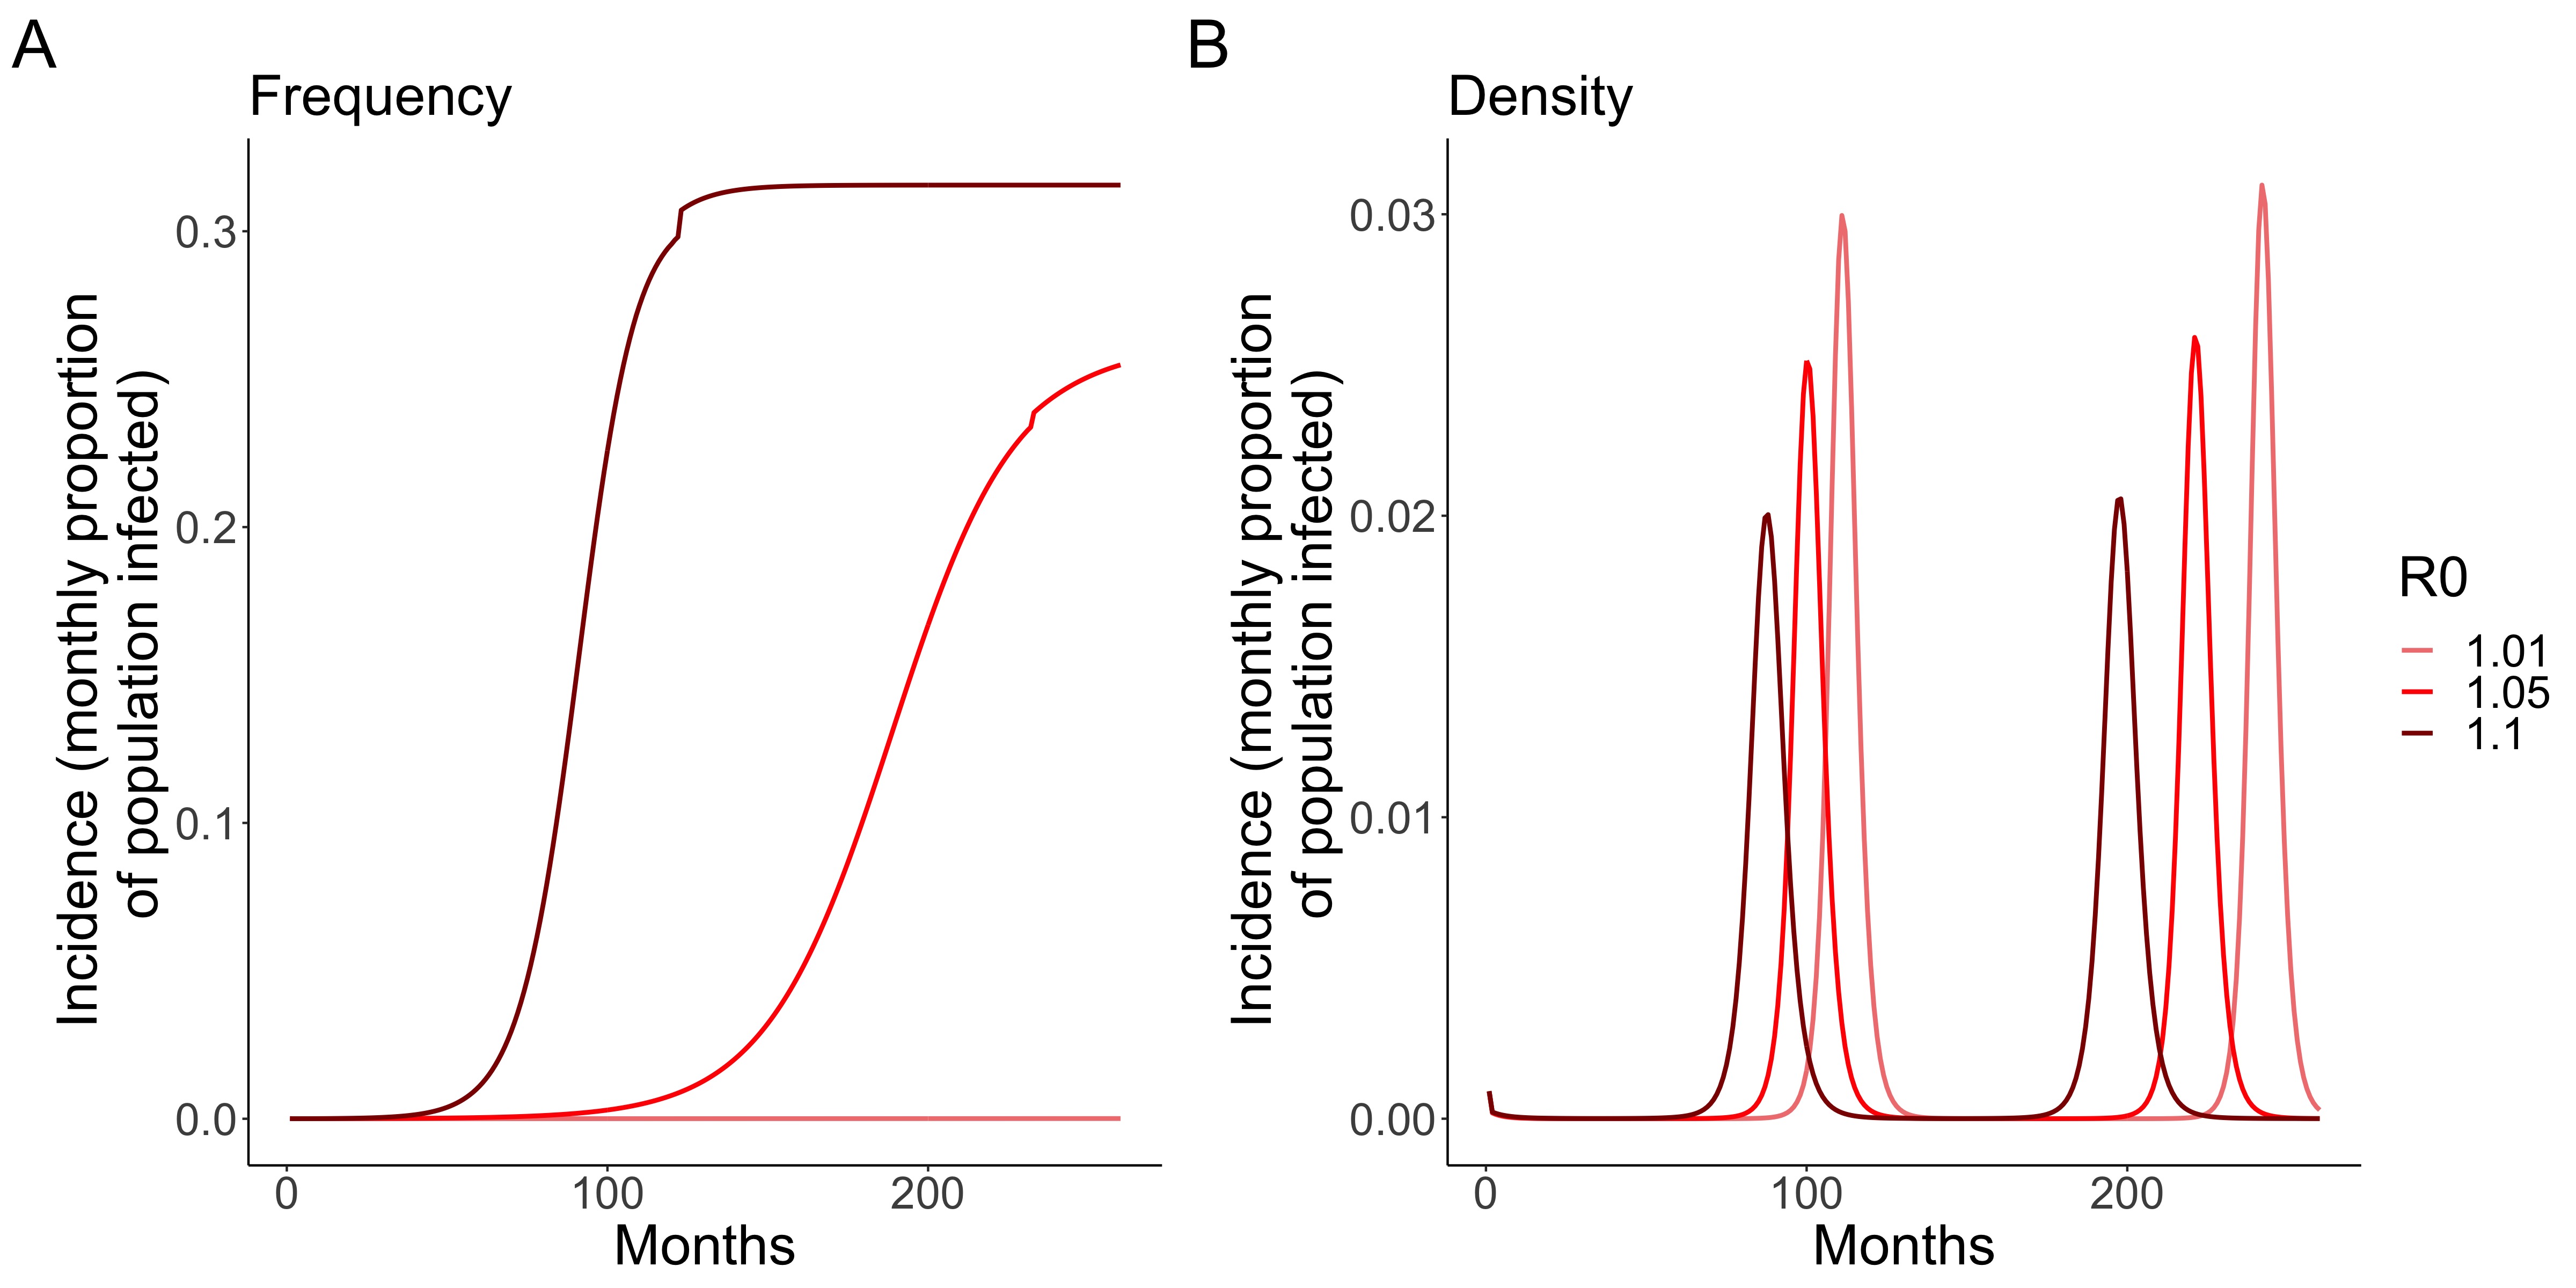 A
Frequency
Incidence (monthly proportion
of population infected)
0.3
0.2
0.1
0.0
0
100
200
Months
B
Density
Incidence (monthly proportion
of population infected)
0.03
0.02
0.01
0.00
0
100
200
Months
R0
1.01
1.05
1.1